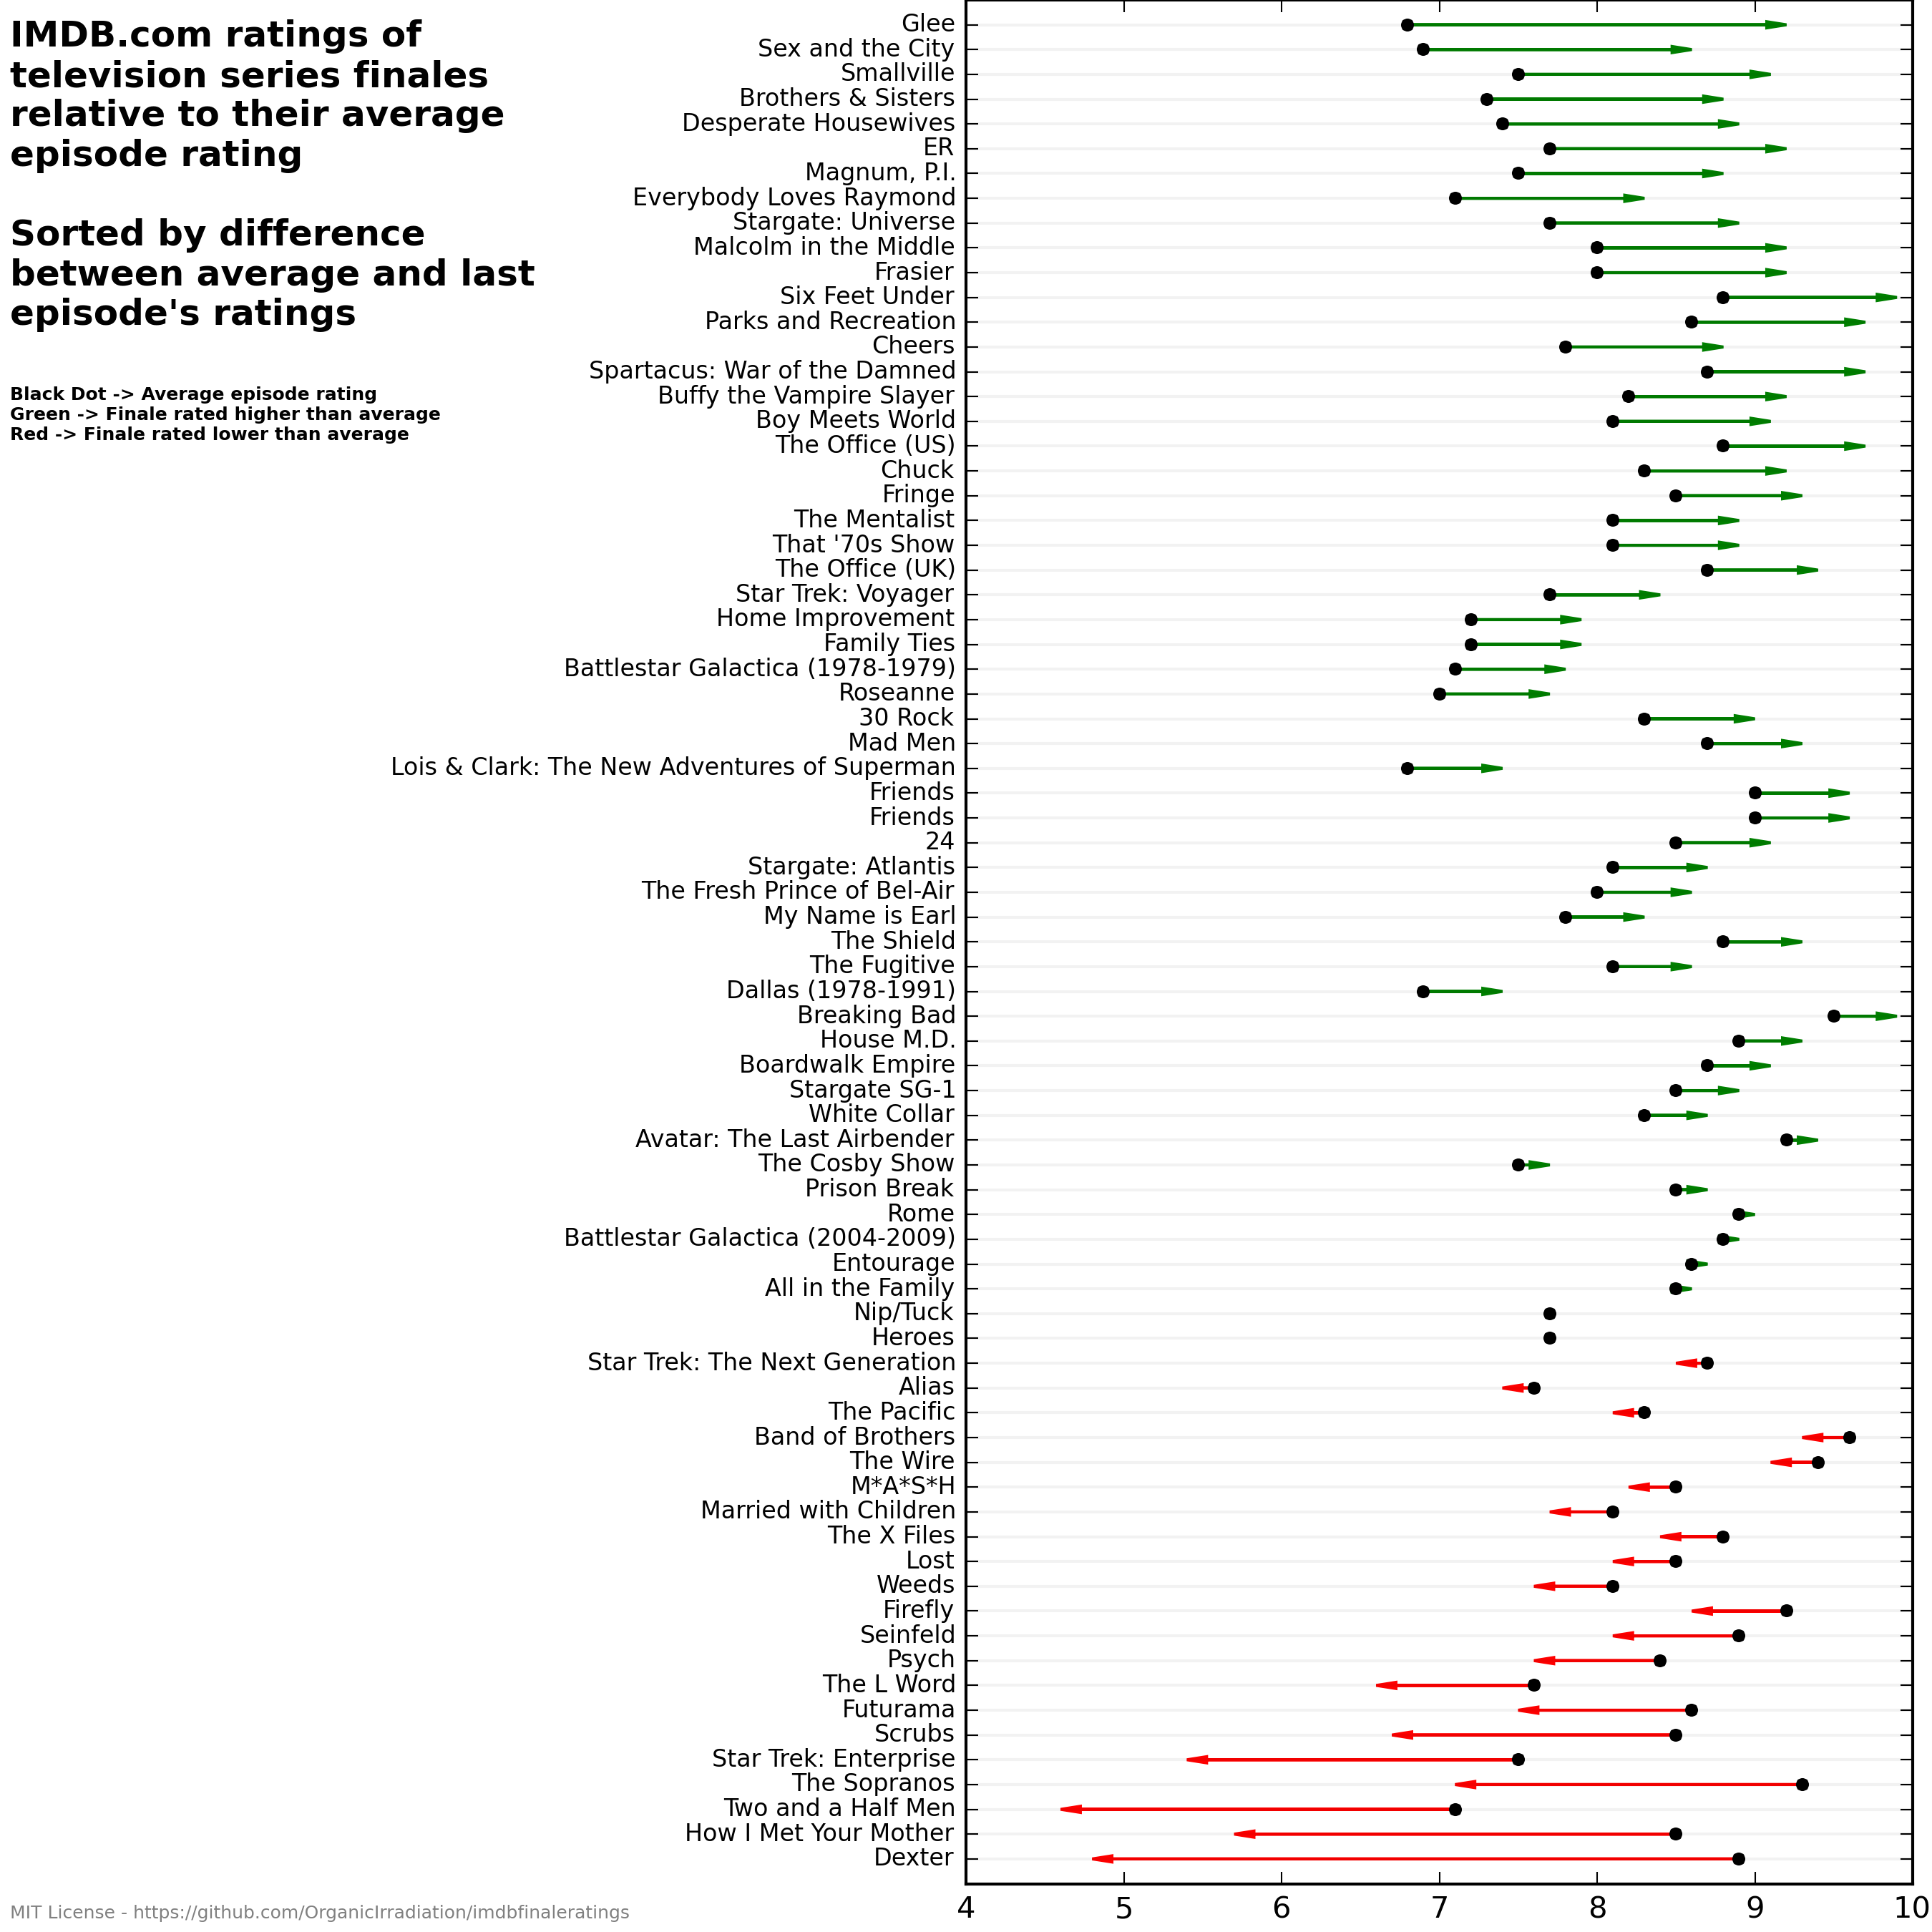 IMDB.com ratings of
television series finales
relative to their average
episode rating
Sorted by difference
between average and last
episode's ratings
Black Dot -> Average episode rating
Green -> Finale rated higher than average
Red -> Finale rated lower than average
Glee
Sex and the City
Smallville
Brothers & Sisters
Desperate Housewives
ER
Magnum, P.I.
Everybody Loves Raymond
Stargate: Universe
Malcolm in the Middle
Frasier
Six Feet Under
Parks and Recreation
Cheers
Spartacus: War of the Damned
Buffy the Vampire Slayer
Boy Meets World
The Office (US)
Chuck
Fringe
The Mentalist
That '70s Show
The Office (UK)
Star Trek: Voyager
Home Improvement
Family Ties
Battlestar Galactica (1978-1979)
Roseanne
30 Rock
Mad Men
Lois & Clark: The New Adventures of Superman
Friends
Friends
24
Stargate: Atlantis
The Fresh Prince of Bel-Air
My Name is Earl
The Shield
The Fugitive
Dallas (1978-1991)
Breaking Bad
House M.D.
Boardwalk Empire
Stargate SG-1
White Collar
Avatar: The Last Airbender
The Cosby Show
Prison Break
Rome
Battlestar Galactica (2004-2009)
Entourage
All in the Family
Nip/Tuck
Heroes
Star Trek: The Next Generation
Alias
The Pacific
Band of Brothers
The Wire
M*A*S*H
Married with Children
The X Files
Lost
Weeds
Firefly
Seinfeld
Psych
The L Word
Futurama
Scrubs
Star Trek: Enterprise
The Sopranos
Two and a Half Men
How I Met Your Mother
Dexter
4 5 6 7 8 9 10
MIT License - https://github.com/OrganicIrradiation/imdbfinaleratings